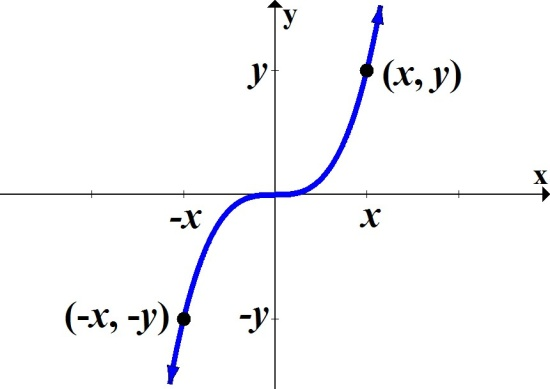 y
y
(x, y)
x
-x
x
(-x, -y)
-y